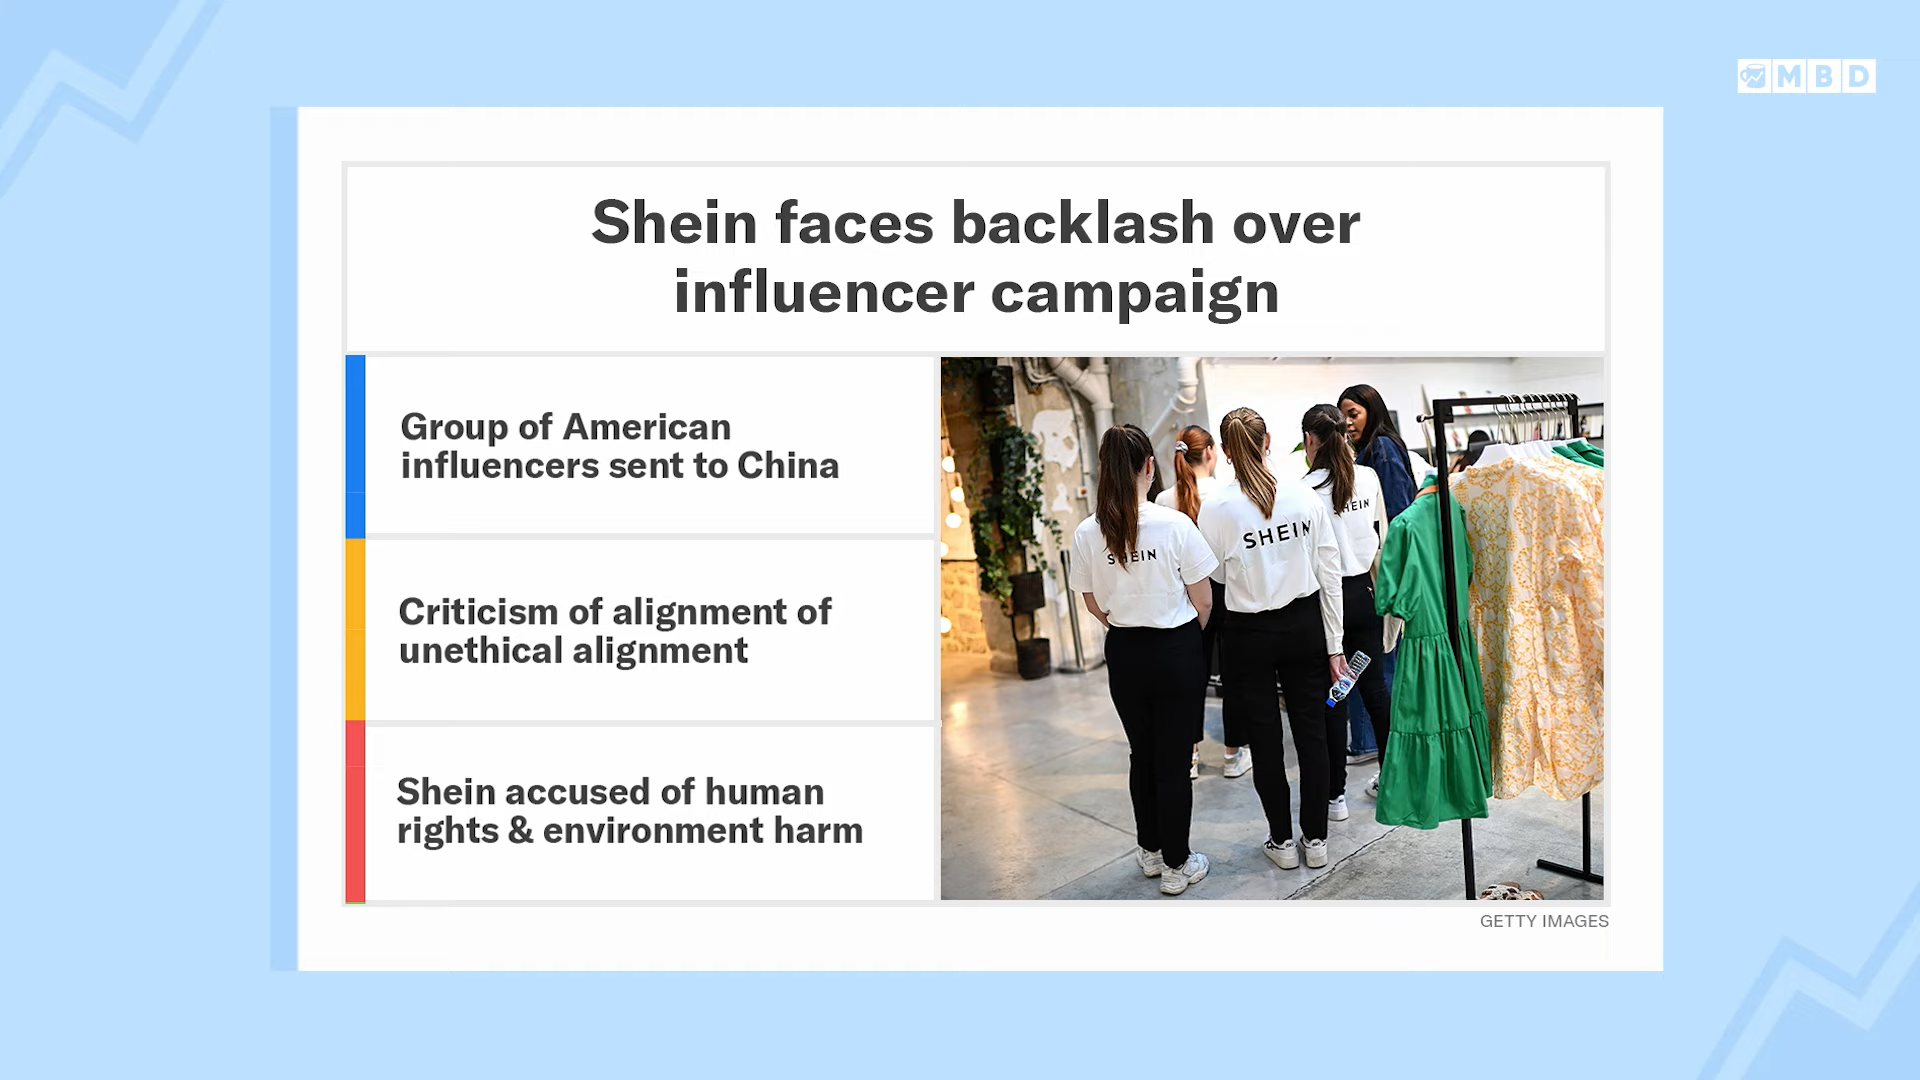 MBD
Shein faces backlash over
influencer campaign
Group of American
influencers sent to China
Criticism of alignment of
unethical alignment
Shein accused of human
rights & environment harm
SHEIN
SHEIN
SHEIN
GETTY IMAGES